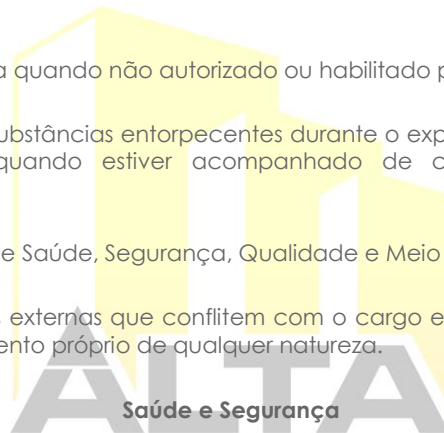 a quando não autorizado ou habilitado p
ubstâncias entorpecentes durante o exp
quando estiver acompanhado de c
e Saúde, Segurança, Qualidade e Meio
s externas que conflitem com o cargo e
ento próprio de qualquer natureza.
ALTA
Saúde e Segurança